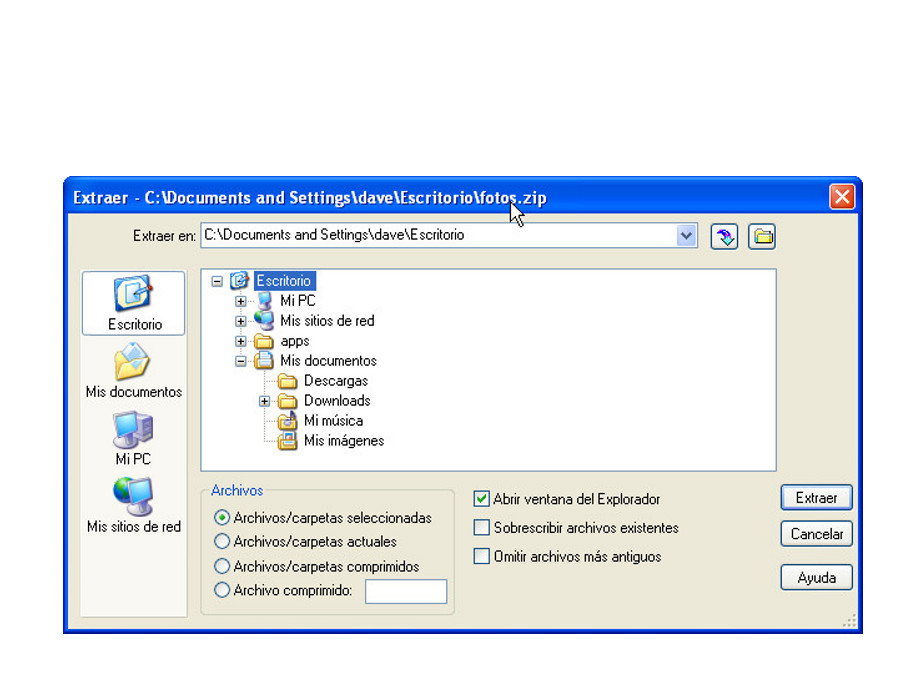 Extraer - C:\Documents and Settings\dave\Escritorio\fotos.zip
Extraer en: C:\Documents and Settings\dave\Escritorio
Escritorio
Mis documentos
Mi PC
Mis sitios de red
Escritorio
Mi PC
Mis sitios de red
apps
Mis documentos
Descargas
Downloads
Mi música
Mis imágenes
Archivos
Archivos/carpetas seleccionadas
Archivos/carpetas actuales
Archivos/carpetas comprimidos
Archivo comprimido:
Abrir ventana del Explorador
Sobrescribir archivos existentes
Omitir archivos más antiguos
Extraer
Cancelar
Ayuda